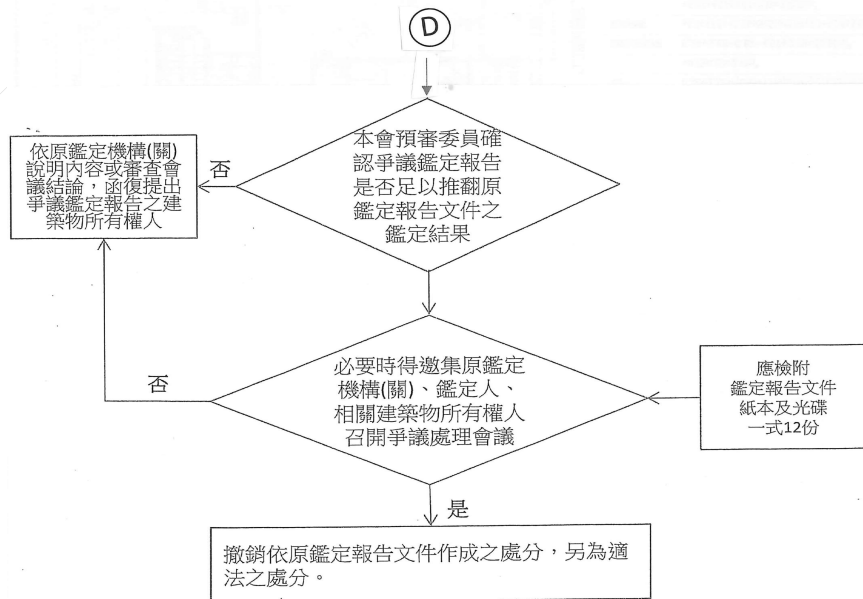 D
本會預審委員確
認爭議鑑定報告
是否足以推翻原
鑑定報告文件之
鑑定結果
否
依原鑑定機構(關)
說明內容或審查會
議結論，函復提出
爭議鑑定報告之建
築物所有權人
必要時得邀集原鑑定
機構(關)、鑑定人、
相關建築物所有權人
召開爭議處理會議
否
應檢附
鑑定報告文件
紙本及光碟
一式12份
是
撤銷依原鑑定報告文件作成之處分，另為適
法之處分。